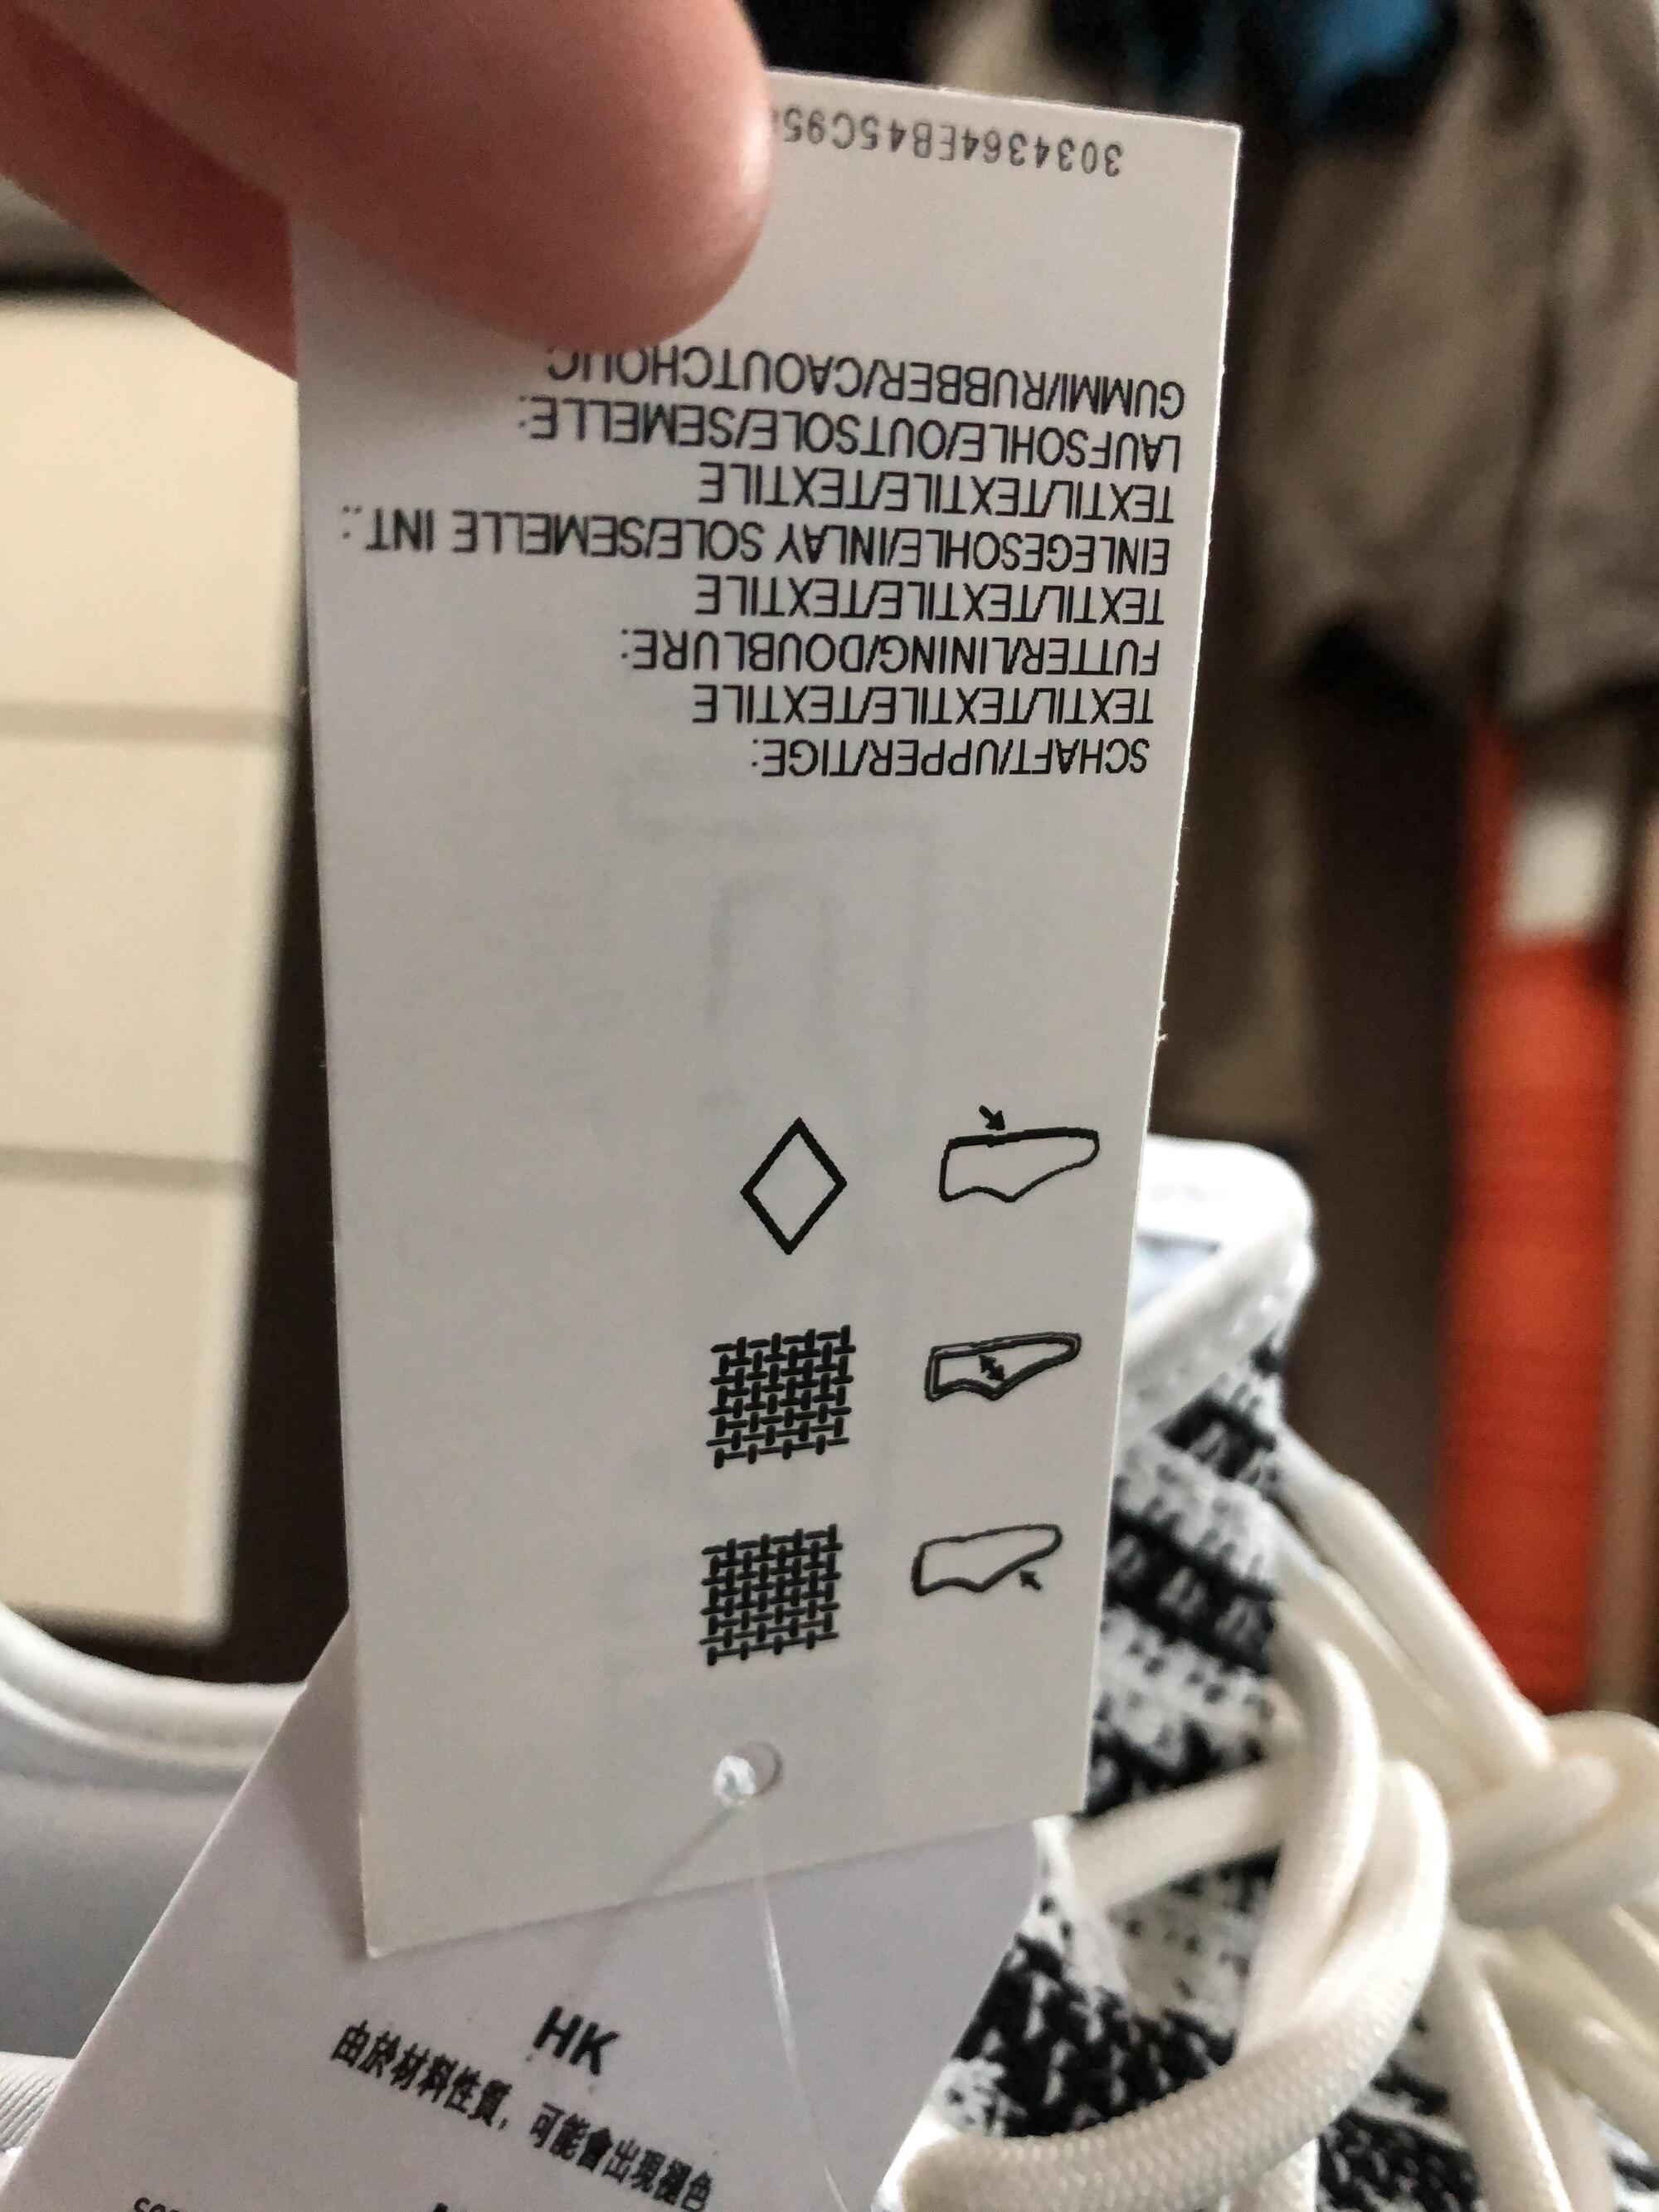 SCHAFT/UPPER/TIGE:
TEXTIL/TEXTILE/TEXTILE
FUTTER/LINING/DOUBLURE:
TEXTIL/TEXTILE/TEXTILE
EINLEGESOHLE/INLAY SOLE/SEMELLE INT.:
TEXTIL/TEXTILE/TEXTILE
LAUFSOHLE/OUTSOLE/SEMELLE:
GUMMI/RUBBER/CAOUTCHOUC
3034364EB45C95
HK
由於材料性質，可能會出現褪色